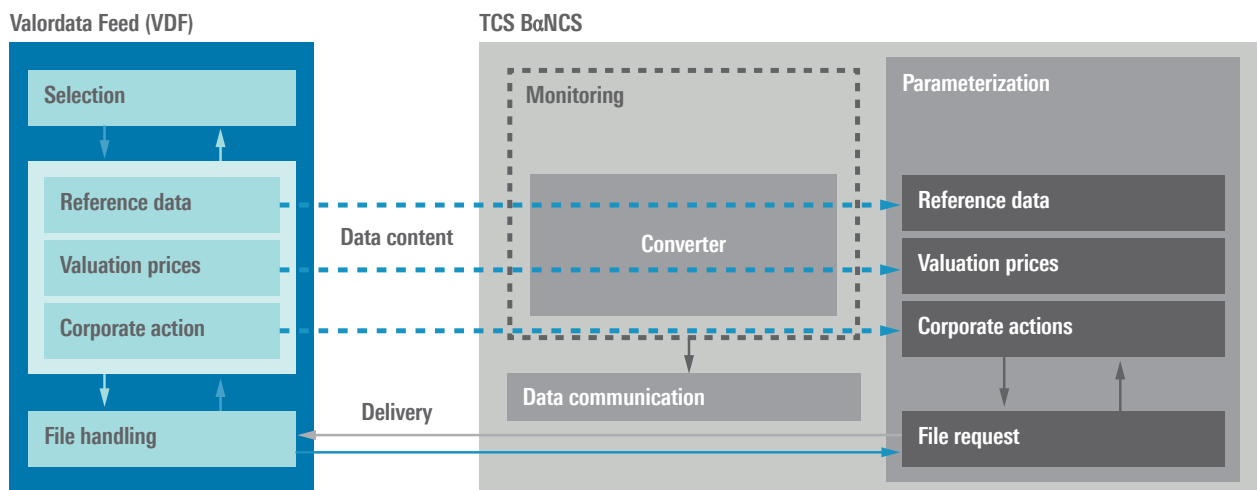 Valordata Feed (VDF)
TCS BαNCS
Selection
Monitoring
Parameterization
Reference data
Valuation prices
Corporate action
Data content
Converter
Reference data
Valuation prices
Corporate actions
Data communication
Delivery
File handling
File request